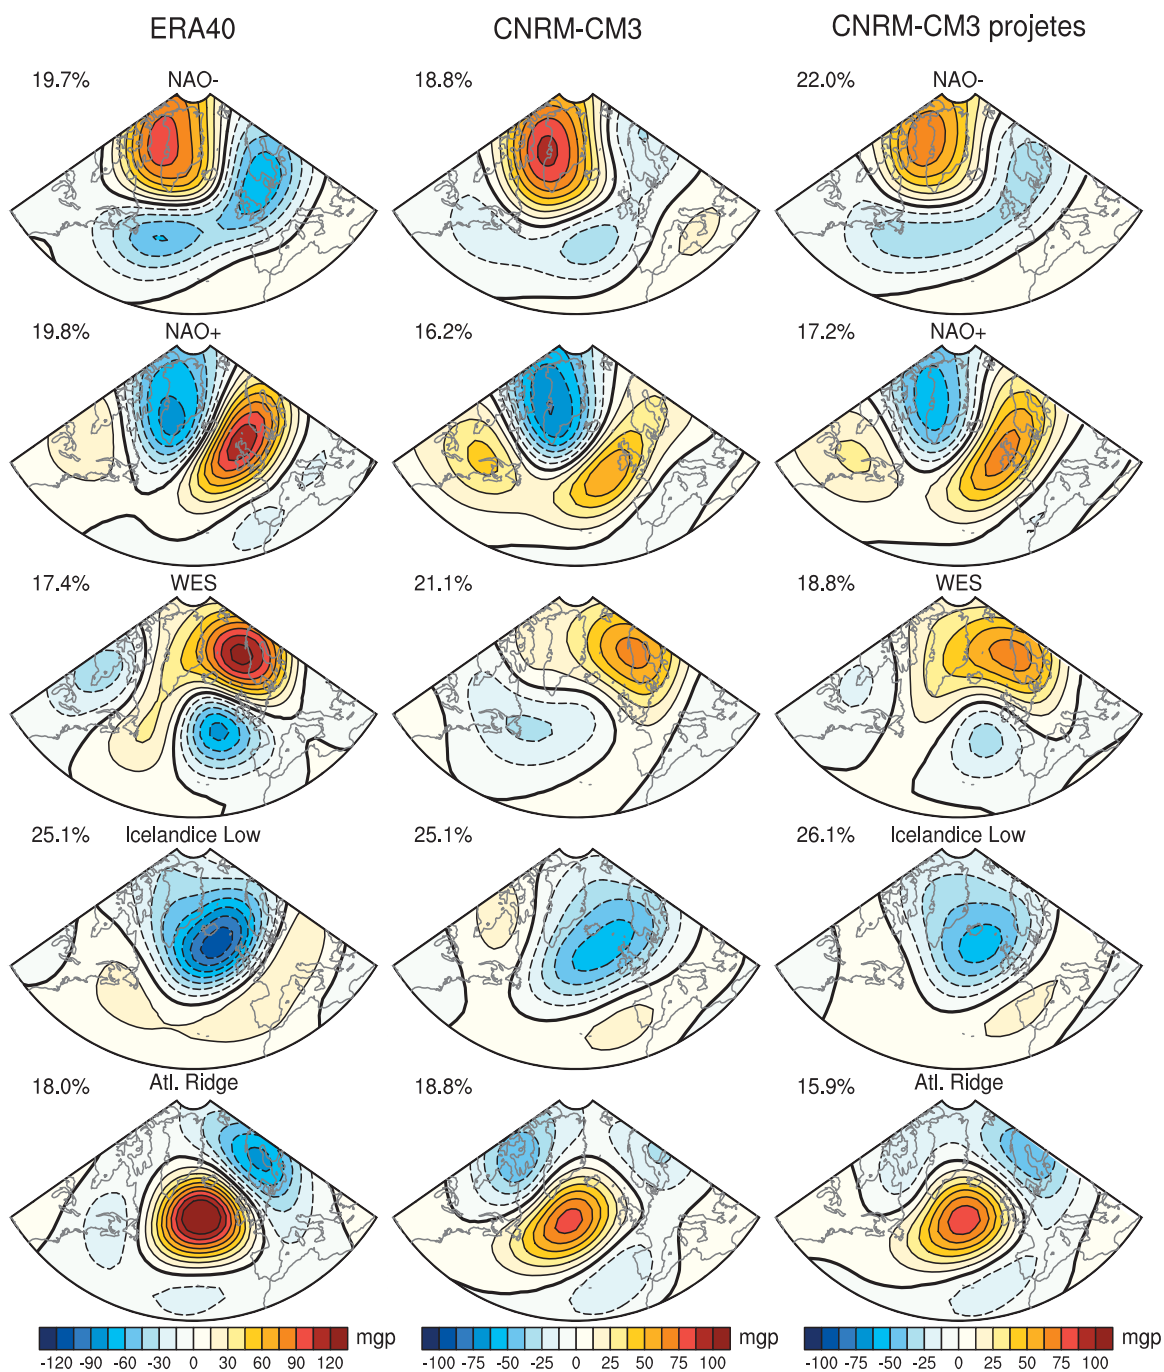 ERA40 CNRM-CM3 CNRM-CM3 projetes
19.7% NAO- 18.8% 22.0% NAO-
19.8% NAO+ 16.2% 17.2% NAO+
17.4% WES 21.1% 18.8% WES
25.1% Icelandice Low 25.1% 26.1% Icelandice Low
18.0% Atl. Ridge 18.8% 15.9% Atl. Ridge
mgp mgp mgp
-120 -90 -60 -30 0 30 60 90 120 -100 -75 -50 -25 0 25 50 75 100 -100 -75 -50 -25 0 25 50 75 100